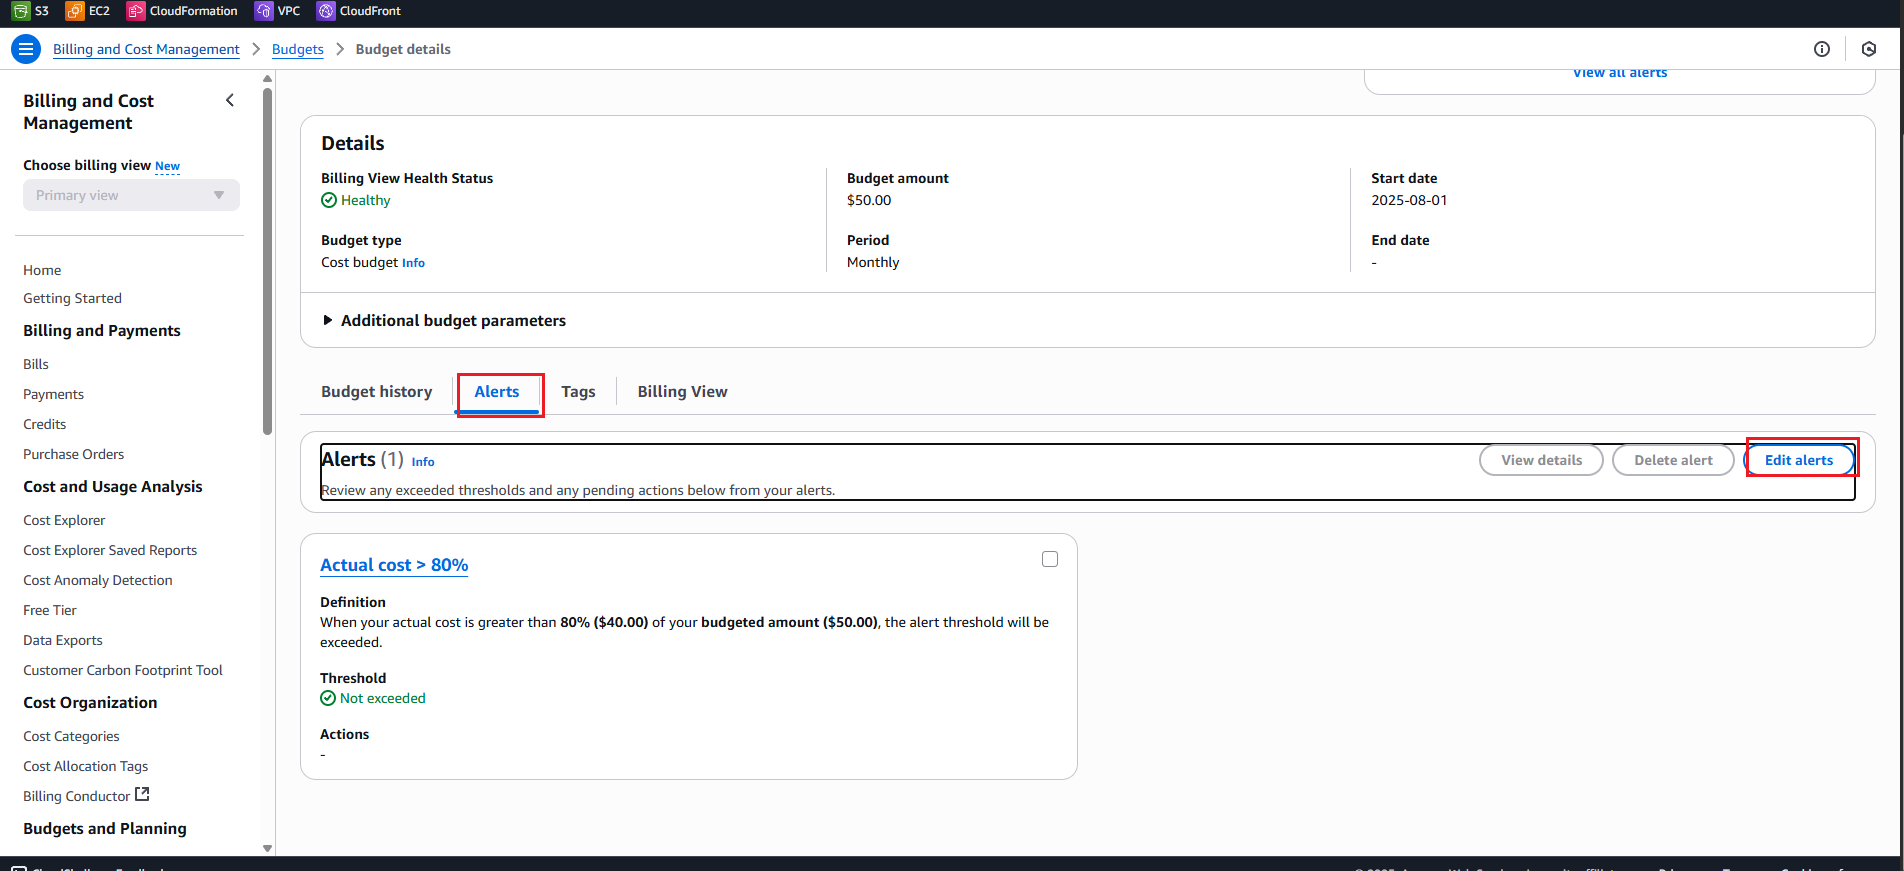 S3 EC2 CloudFormation VPC CloudFront
Billing and Cost Management Budgets Budget details
Billing and Cost
Management
Choose billing view New
Primary view
Home
Getting Started
Billing and Payments
Bills
Payments
Credits
Purchase Orders
Cost and Usage Analysis
Cost Explorer
Cost Explorer Saved Reports
Cost Anomaly Detection
Free Tier
Data Exports
Customer Carbon Footprint Tool
Cost Organization
Cost Categories
Cost Allocation Tags
Billing Conductor
Budgets and Planning
View all alerts
Details
Billing View Health Status
Healthy
Budget type
Cost budget Info
Budget amount
$50.00
Period
Monthly
Start date
2025-08-01
End date
-
Additional budget parameters
Budget history Alerts Tags Billing View
Alerts (1) Info
Review any exceeded thresholds and any pending actions below from your alerts.
View details Delete alert Edit alerts
Actual cost > 80%
Definition
When your actual cost is greater than 80% ($40.00) of your budgeted amount ($50.00), the alert threshold will be
exceeded.
Threshold
Not exceeded
Actions
-